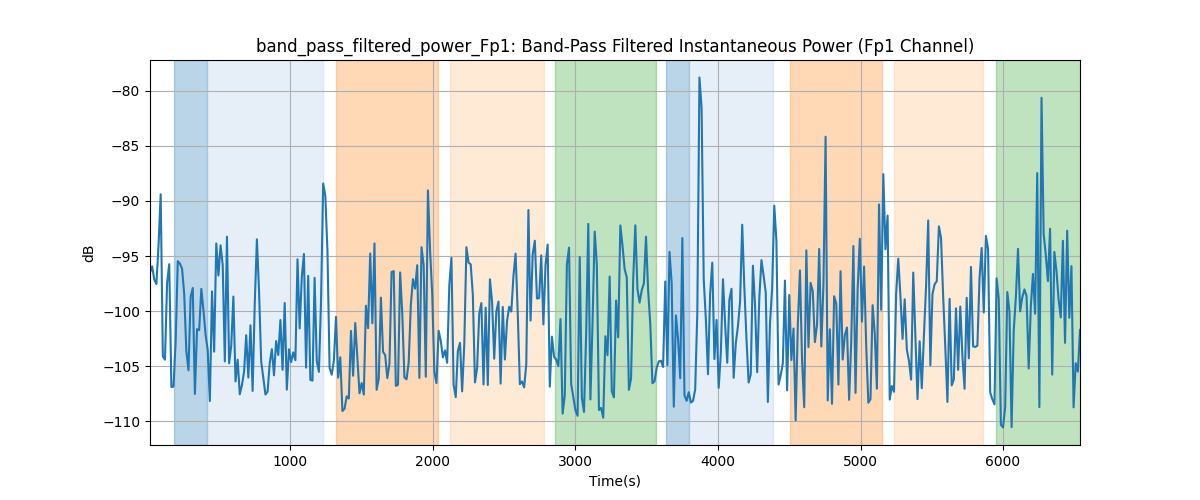 band_pass_filtered_power_Fp1: Band-Pass Filtered Instantaneous Power (Fp1 Channel)
−80
−85
−90
−95
−100
−105
−110
dB
1000 2000 3000 4000 5000 6000
Time(s)